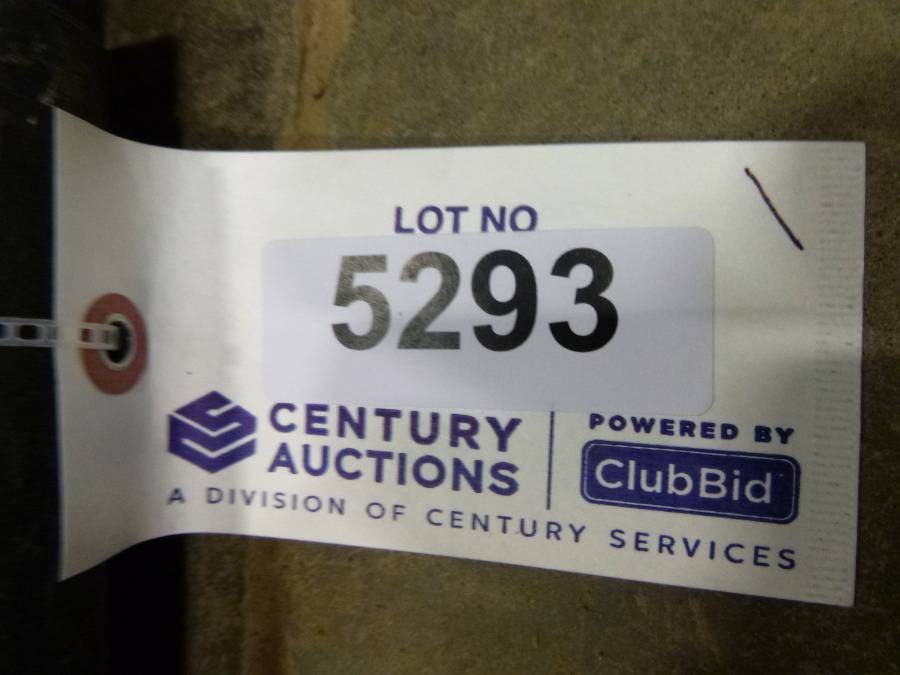 LOT NO
5293
CENTURY
AUCTIONS
A DIVISION OF CENTURY SERVICES
POWERED BY
ClubBid